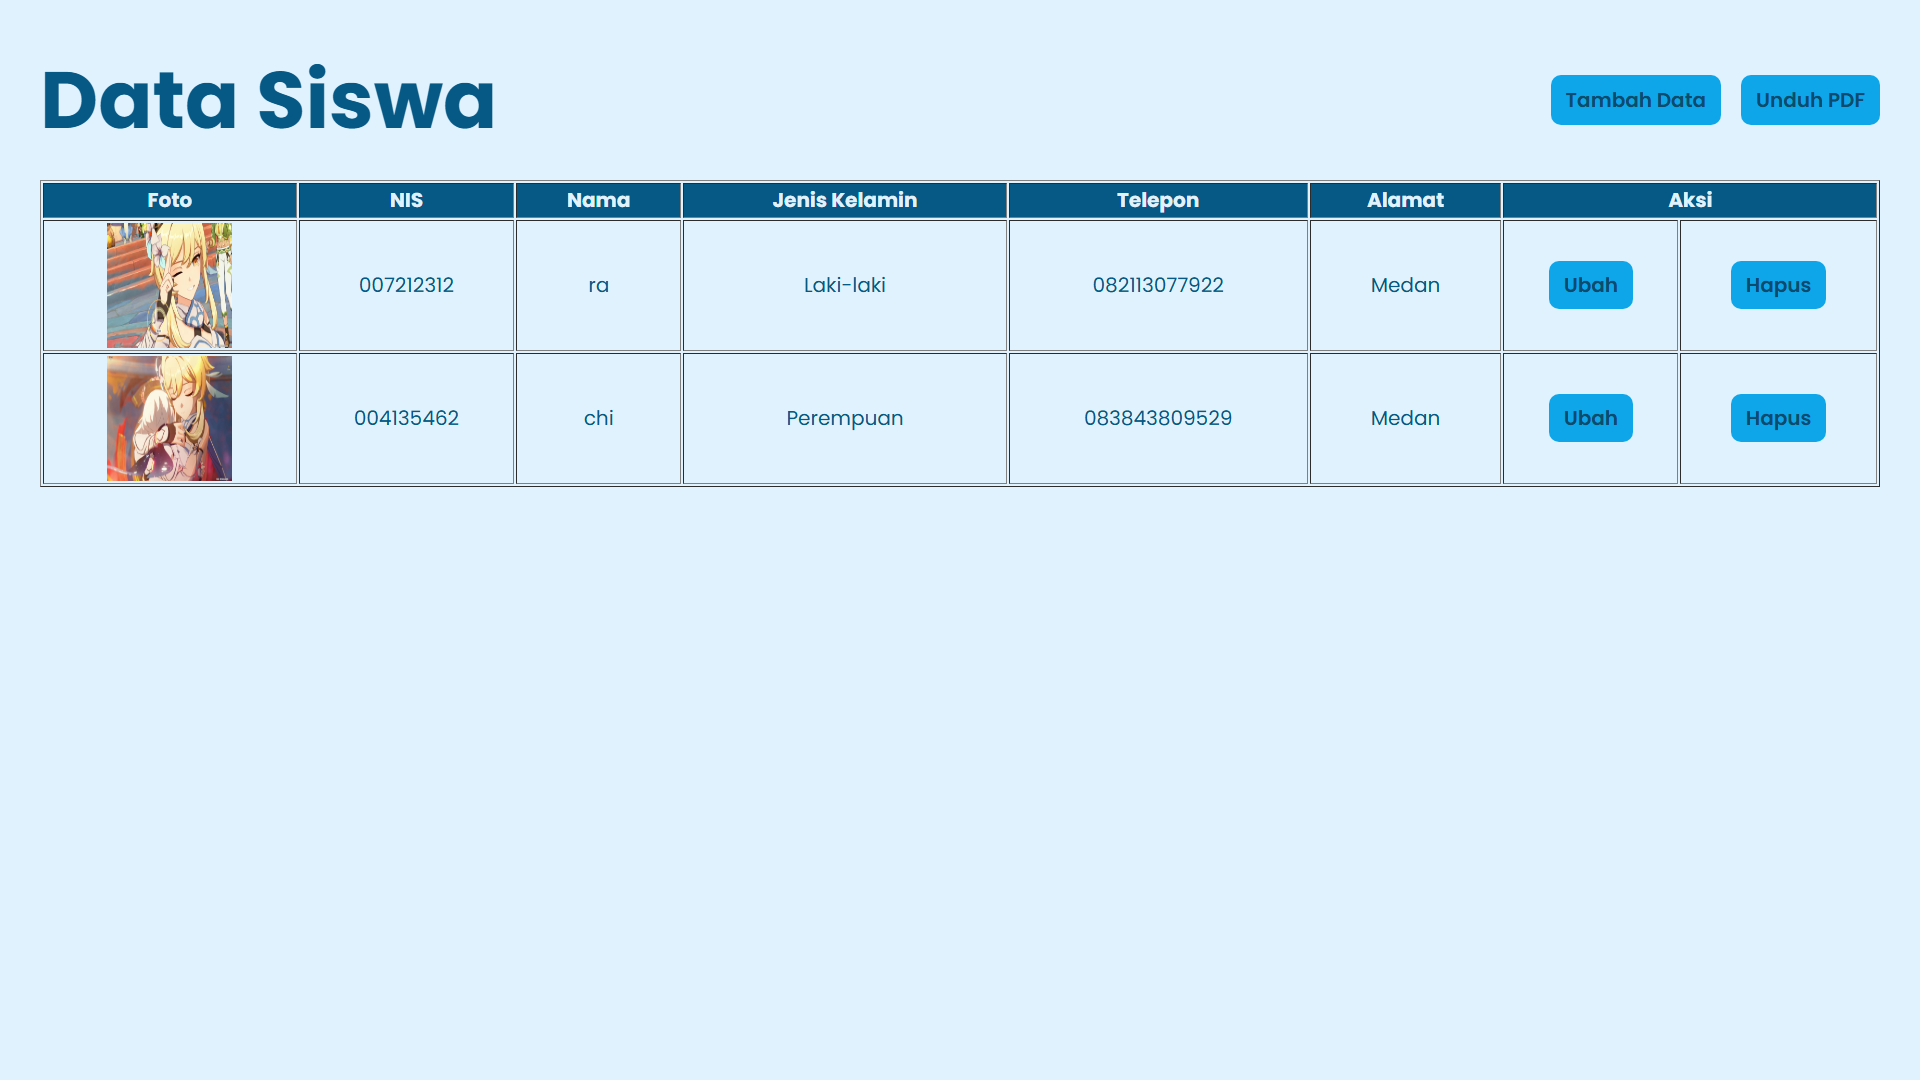 Data Siswa
Tambah Data Unduh PDF
Foto NIS Nama Jenis Kelamin Telepon Alamat Aksi
007212312 ra Laki-laki 082113077922 Medan Ubah Hapus
004135462 chi Perempuan 083843809529 Medan Ubah Hapus